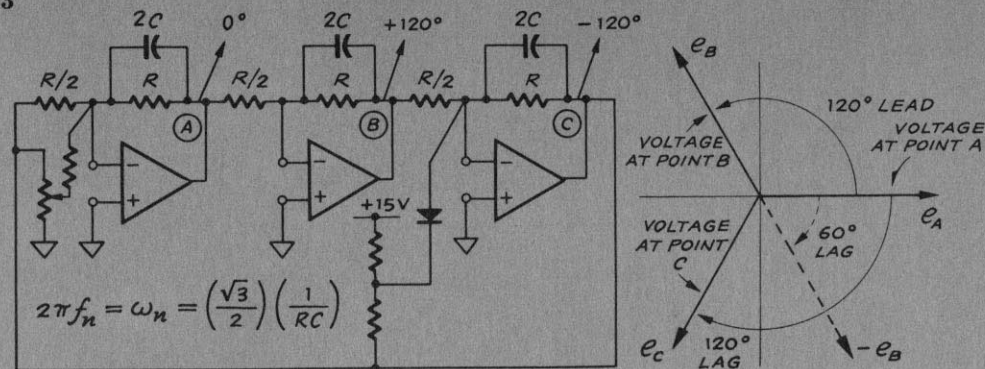 3
2C
0°
2C
+120°
2C
-120°
R/2
R
R/2
R
R/2
R
A
B
C
-
+
-
+
-
+
+15V
2πfn = ωn = (√3/2) (1/RC)
eB
120° LEAD
VOLTAGE
AT POINT B
VOLTAGE
AT POINT A
eA
VOLTAGE
AT POINT
C
60°
LAG
eC
120°
LAG
-eB